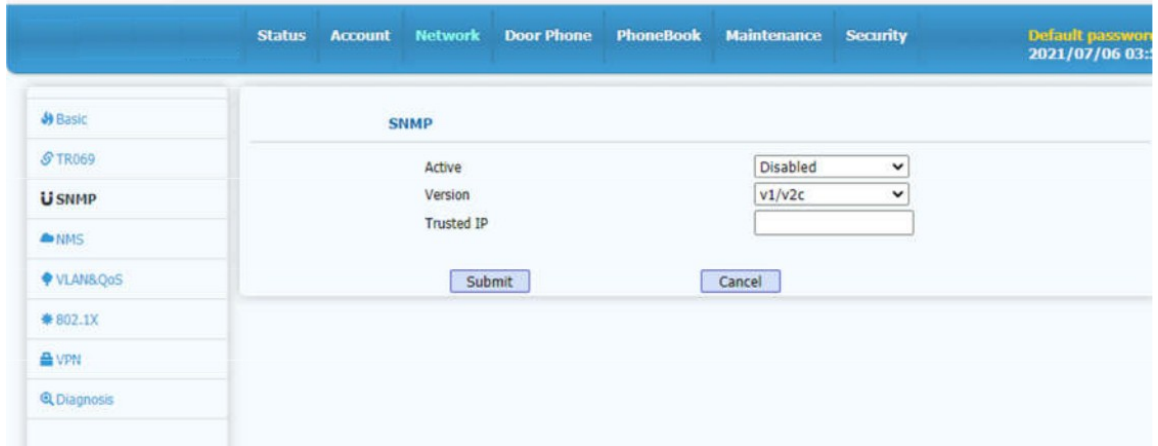 Status Account Network Door Phone PhoneBook Maintenance Security Default
2021/07/06
Basic
TR069
SNMP
NMS
VLAN&QoS
802.1X
VPN
Diagnosis
SNMP
Active Disabled
Version v1/v2c
Trusted IP
Submit Cancel